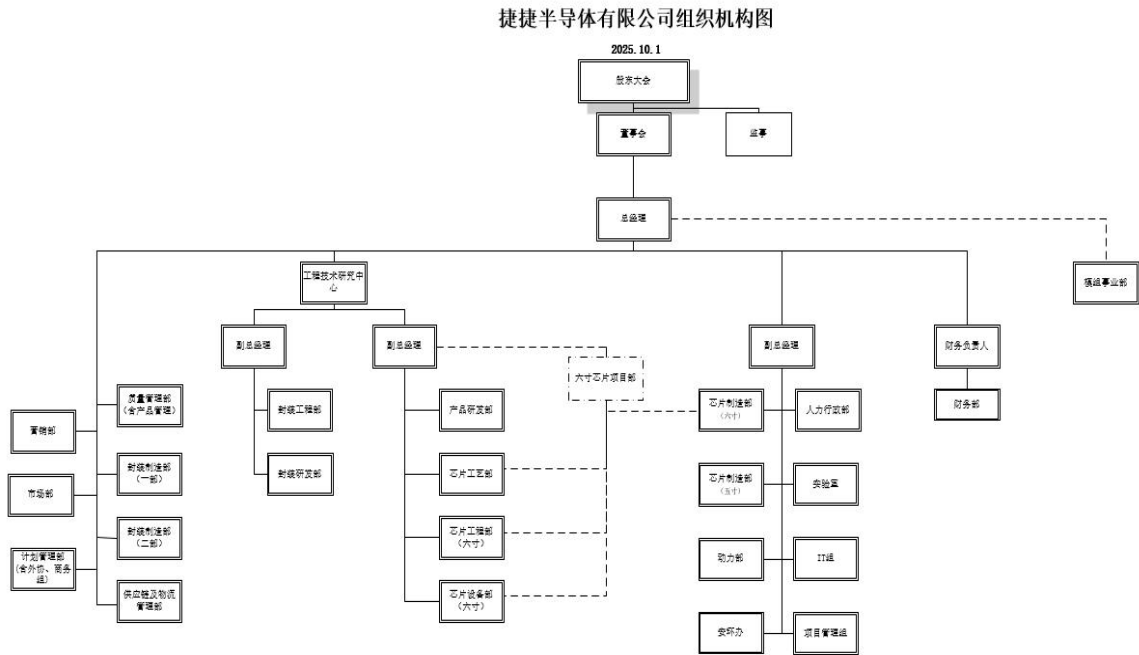 捷捷半导体有限公司组织机构图
2025.10.1
股东大会
董事会
监事
总经理
工程技术研究中
心
模组事业部
副总经理
副总经理
副总经理
财务负责人
六寸芯片项目部
质量管理部
（含产品管理）
营销部
封装工程部
产品研发部
芯片制造部
（六寸）
人力行政部
财务部
封装制造部
（一部）
市场部
封装研发部
芯片工艺部
芯片制造部
（五寸）
实验室
封装制造部
（二部）
计划管理部
(含外协、商务
组)
芯片工程部
（六寸）
动力部
IT组
供应链及物流
管理部
芯片设备部
（六寸）
安环办
项目管理组